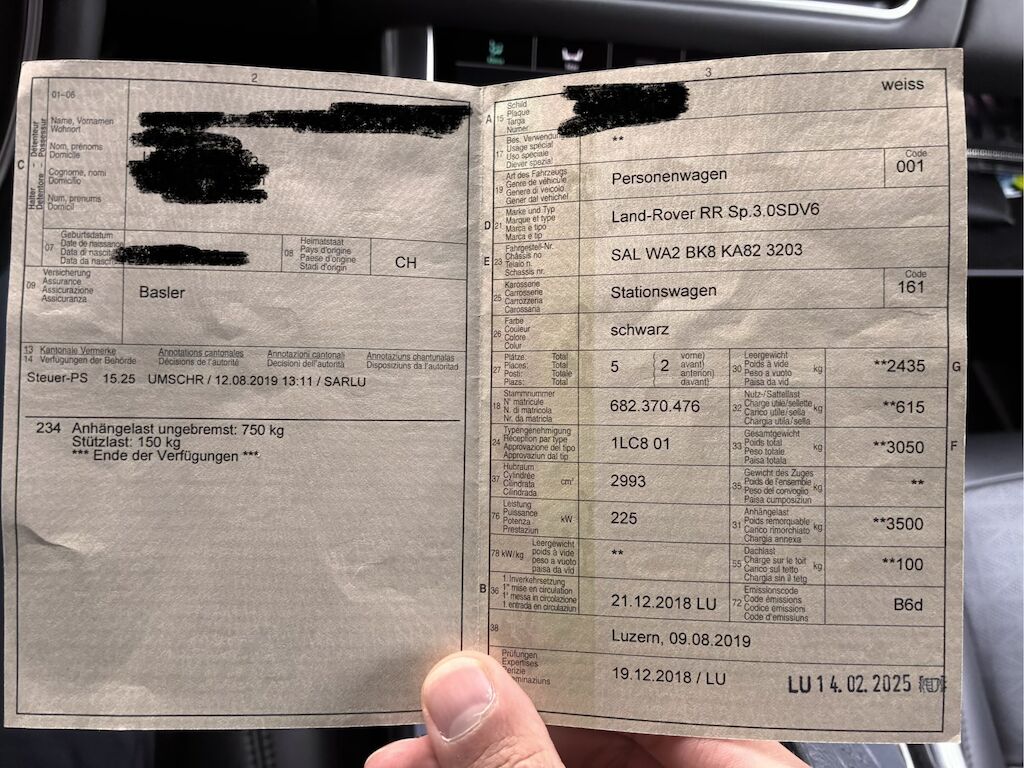 2
01–06
C
Halter Détenteur
Detentore Possessur
Name, Vornamen
Wohnort
Nom, prénoms
Domicile
Cognome, nomi
Domicilio
Num, prenums
Domicil
07
Geburtsdatum
Date de naissance
Data di nascita
Data da nasch
08
Heimatstaat
Pays d'origine
Paese d'origine
Stadi d'origin
CH
09
Versicherung
Assurance
Assicurazione
Assicuranza
Basler
13 Kantonale Vermerke Annotations cantonales Annotazioni cantonali Annotaziuns chantunalas
14 Verfügungen der Behörde Décisions de l'autorité Decisioni dell'autorità Disposiziuns da l'autoritad
Steuer-PS 15.25 UMSCHR / 12.08.2019 13:11 / SARLU
234 Anhängelast ungebremst: 750 kg
Stützlast: 150 kg
*** Ende der Verfügungen ***.
3
A 15
Schild
Plaque
Targa
Numer
weiss
17
Bes. Verwendung
Usage spécial
Uso speciale
Diever spezial
**
19
Art des Fahrzeugs
Genre de véhicule
Genere di veicolo
Gener dal vehichel
Personenwagen
Code
001
D 21
Marke und Typ
Marque et type
Marca e tipo
Marca e tip
Land-Rover RR Sp.3.0SDV6
E 23
Fahrgestell-Nr.
Châssis no
Telaio n.
Schassis nr.
SAL WA2 BK8 KA82 3203
25
Karosserie
Carrosserie
Carrozzeria
Carossaria
Stationswagen
Code
161
26
Farbe
Couleur
Colore
Colur
schwarz
27
Plätze: Total
Places: Total
Posti: Totale
Plazs: Total
5
2
vorne)
avant)
anteriori)
davant)
30
Leergewicht
Poids à vide
Peso a vuoto
Paisa da vid
kg
**2435
G
18
Stammnummer
N° matricule
N. di matricola
Nr. da matricla
682.370.476
32
Nutz-/Sattellast
Charge utile/sellette
Carico utile/sella
Chargia utila/sella
kg
**615
24
Typengenehmigung
Réception par type
Approvazione del tipo
Approvaziun dal tip
1LC8 01
33
Gesamtgewicht
Poids total
Peso totale
Paisa totala
kg
**3050
F
37
Hubraum
Cylindrée
Cilindrata
Cilindrada
cm³
2993
35
Gewicht des Zuges
Poids de l'ensemble
Peso del convoglio
Paisa cumposiziun
kg
**
76
Leistung
Puissance
Potenza
Prestaziun
kW
225
31
Anhängelast
Poids remorquable
Carico rimorchiato
Chargia annexa
kg
**3500
78 kW/kg
Leergewicht
poids à vide
peso a vuoto
paisa da vid
**
55
Dachlast
Charge sur le toit
Carico sul tetto
Chargia sin il tetg
kg
**100
B 36
1. Inverkehrsetzung
1re mise en circulation
1a messa in circolazione
1. entrada en circulaziun
21.12.2018 LU
72
Emissionscode
Code émissions
Codice emissioni
Code d'emissiuns
B6d
38
Luzern, 09.08.2019
Prüfungen
Expertises
Perizie
19.12.2018 / LU
LU 14. 02. 2025